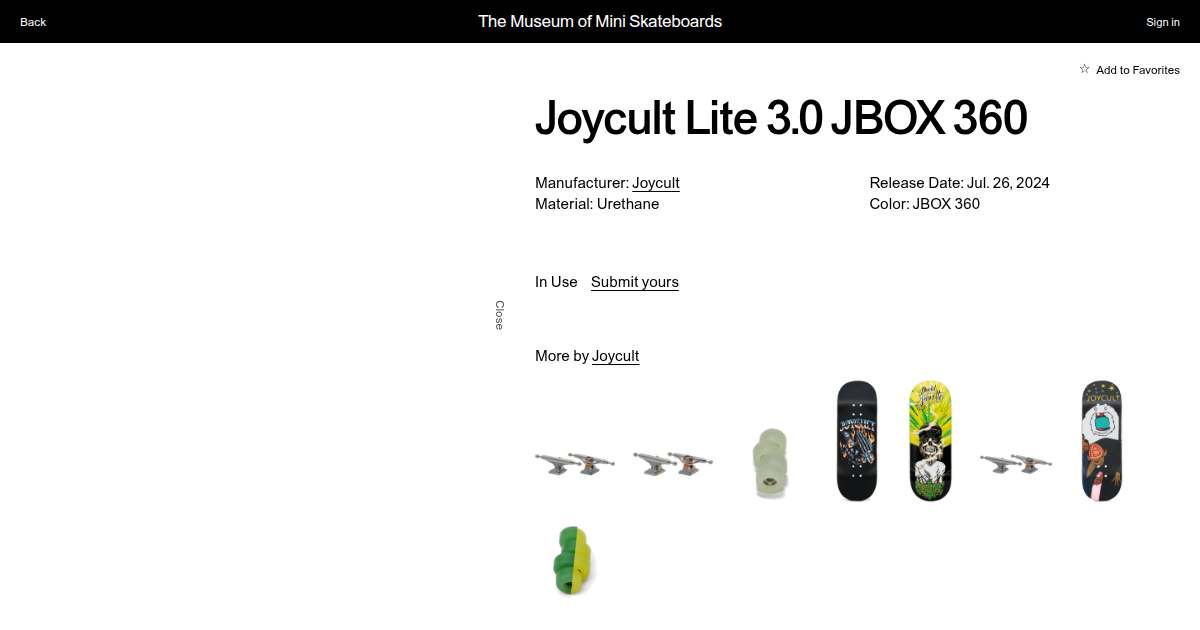 Back
The Museum of Mini Skateboards
Sign in
☆ Add to Favorites
Joycult Lite 3.0 JBOX 360
Manufacturer: Joycult
Release Date: Jul. 26, 2024
Material: Urethane
Color: JBOX 360
In Use
Submit yours
Close
More by Joycult
JOYCULT
JOYCULT